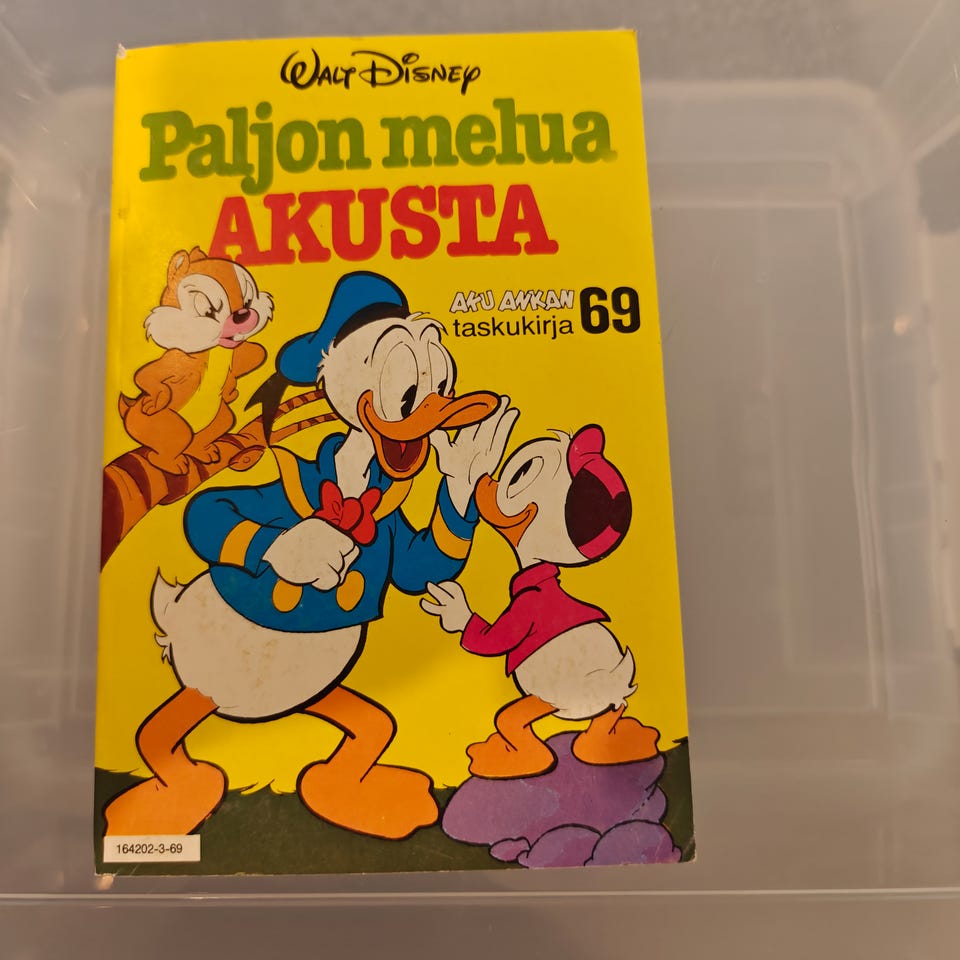 WALT DISNEY
Paljon melua
AKUSTA
AKU ANKAN
taskukirja 69
164202-3-69